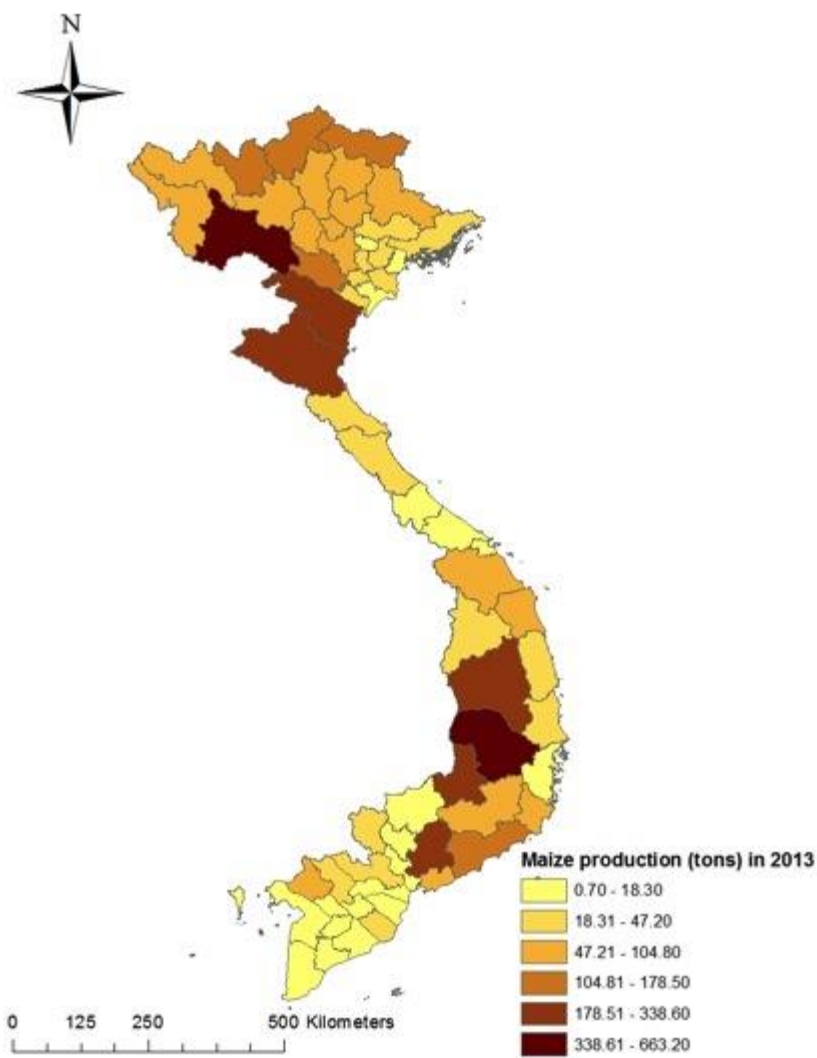 N
Maize production (tons) in 2013
0.70 - 18.30
18.31 - 47.20
47.21 - 104.80
104.81 - 178.50
178.51 - 338.60
338.61 - 663.20
0 125 250 500 Kilometers